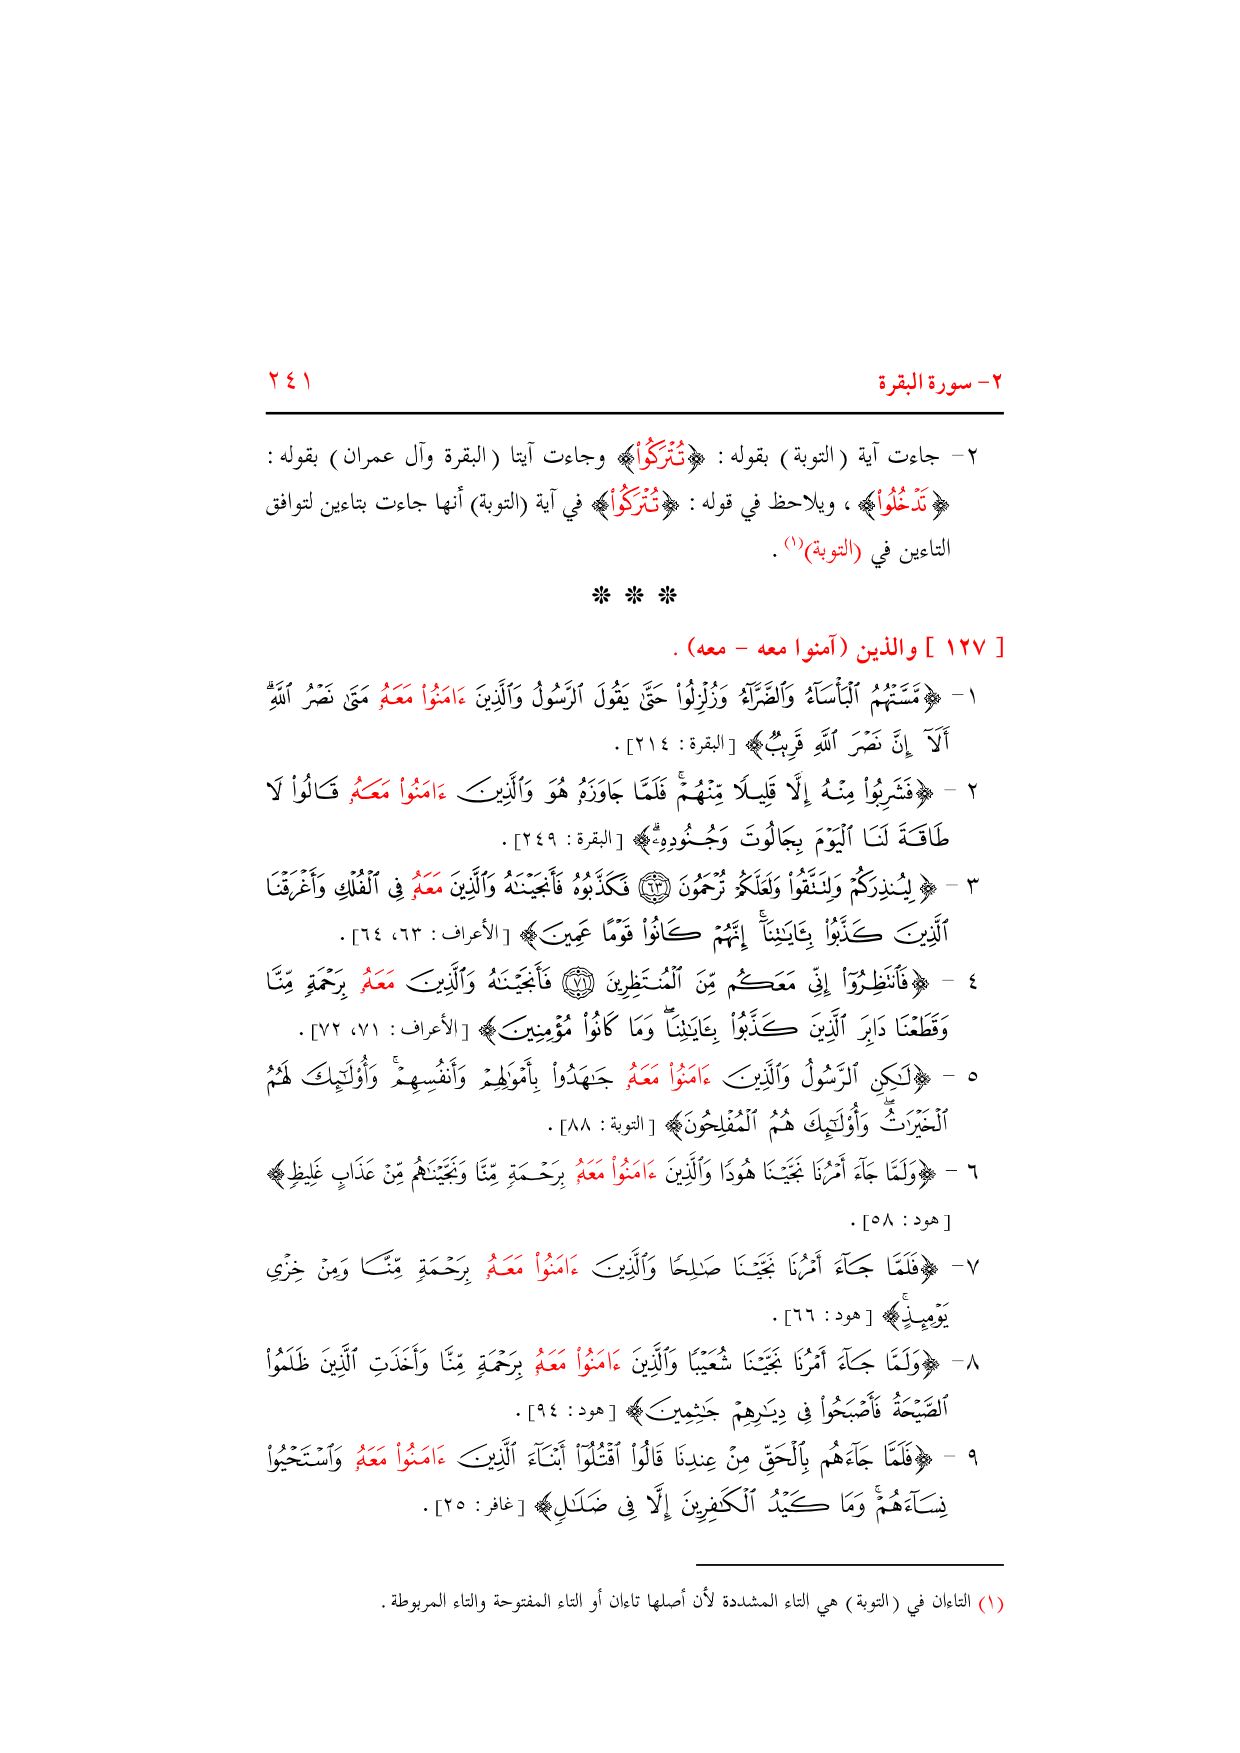 ٢- سورة البقرة ٢٤١
٢- جاءت آية (التوبة) بقوله : ﴿تُتْرَكُوا۟﴾ وجاءت آيتا (البقرة وآل عمران) بقوله :
﴿تَدْخُلُوا۟﴾ ، ويلاحظ في قوله : ﴿تُتْرَكُوا۟﴾ في آية (التوبة) أنها جاءت بتاءين لتوافق
التاءين في (التوبة)(١) .
❊ ❊ ❊
[ ١٢٧ ] والذين (آمنوا معه - معه) .
١- ﴿مَّسَّتْهُمُ ٱلْبَأْسَآءُ وَٱلضَّرَّآءُ وَزُلْزِلُوا۟ حَتَّىٰ يَقُولَ ٱلرَّسُولُ وَٱلَّذِينَ ءَامَنُوا۟ مَعَهُۥ مَتَىٰ نَصْرُ ٱللَّهِ ۗ
أَلَآ إِنَّ نَصْرَ ٱللَّهِ قَرِيبٌ﴾ [البقرة : ٢١٤] .
٢ - ﴿فَشَرِبُوا۟ مِنْهُ إِلَّا قَلِيلًا مِّنْهُمْ ۚ فَلَمَّا جَاوَزَهُۥ هُوَ وَٱلَّذِينَ ءَامَنُوا۟ مَعَهُۥ قَالُوا۟ لَا
طَاقَةَ لَنَا ٱلْيَوْمَ بِجَالُوتَ وَجُنُودِهِۦ ۚ﴾ [البقرة : ٢٤٩] .
٣ - ﴿لِيُنذِرَكُمْ وَلِتَتَّقُوا۟ وَلَعَلَّكُمْ تُرْحَمُونَ ﴿٦٣﴾ فَكَذَّبُوهُ فَأَنجَيْنَٰهُ وَٱلَّذِينَ مَعَهُۥ فِى ٱلْفُلْكِ وَأَغْرَقْنَا
ٱلَّذِينَ كَذَّبُوا۟ بِـَٔايَٰتِنَآ ۚ إِنَّهُمْ كَانُوا۟ قَوْمًا عَمِينَ﴾ [الأعراف : ٦٣، ٦٤] .
٤ - ﴿فَٱنتَظِرُوٓا۟ إِنِّى مَعَكُم مِّنَ ٱلْمُنتَظِرِينَ ﴿٧١﴾ فَأَنجَيْنَٰهُ وَٱلَّذِينَ مَعَهُۥ بِرَحْمَةٍ مِّنَّا
وَقَطَعْنَا دَابِرَ ٱلَّذِينَ كَذَّبُوا۟ بِـَٔايَٰتِنَا ۖ وَمَا كَانُوا۟ مُؤْمِنِينَ﴾ [الأعراف : ٧١، ٧٢] .
٥ - ﴿لَٰكِنِ ٱلرَّسُولُ وَٱلَّذِينَ ءَامَنُوا۟ مَعَهُۥ جَٰهَدُوا۟ بِأَمْوَٰلِهِمْ وَأَنفُسِهِمْ ۚ وَأُو۟لَٰٓئِكَ لَهُمُ
ٱلْخَيْرَٰتُ ۖ وَأُو۟لَٰٓئِكَ هُمُ ٱلْمُفْلِحُونَ﴾ [التوبة : ٨٨] .
٦ - ﴿وَلَمَّا جَآءَ أَمْرُنَا نَجَّيْنَا هُودًا وَٱلَّذِينَ ءَامَنُوا۟ مَعَهُۥ بِرَحْمَةٍ مِّنَّا وَنَجَّيْنَٰهُم مِّنْ عَذَابٍ غَلِيظٍ﴾
[هود : ٥٨] .
٧- ﴿فَلَمَّا جَآءَ أَمْرُنَا نَجَّيْنَا صَٰلِحًا وَٱلَّذِينَ ءَامَنُوا۟ مَعَهُۥ بِرَحْمَةٍ مِّنَّا وَمِنْ خِزْىِ
يَوْمِئِذٍ ۚ﴾ [هود : ٦٦] .
٨- ﴿وَلَمَّا جَآءَ أَمْرُنَا نَجَّيْنَا شُعَيْبًا وَٱلَّذِينَ ءَامَنُوا۟ مَعَهُۥ بِرَحْمَةٍ مِّنَّا وَأَخَذَتِ ٱلَّذِينَ ظَلَمُوا۟
ٱلصَّيْحَةُ فَأَصْبَحُوا۟ فِى دِيَٰرِهِمْ جَٰثِمِينَ﴾ [هود : ٩٤] .
٩ - ﴿فَلَمَّا جَآءَهُم بِٱلْحَقِّ مِنْ عِندِنَا قَالُوا۟ ٱقْتُلُوٓا۟ أَبْنَآءَ ٱلَّذِينَ ءَامَنُوا۟ مَعَهُۥ وَٱسْتَحْيُوا۟
نِسَآءَهُمْ ۚ وَمَا كَيْدُ ٱلْكَٰفِرِينَ إِلَّا فِى ضَلَٰلٍ﴾ [غافر : ٢٥] .
(١) التاءان في (التوبة) هي التاء المشددة لأن أصلها تاءان أو التاء المفتوحة والتاء المربوطة .